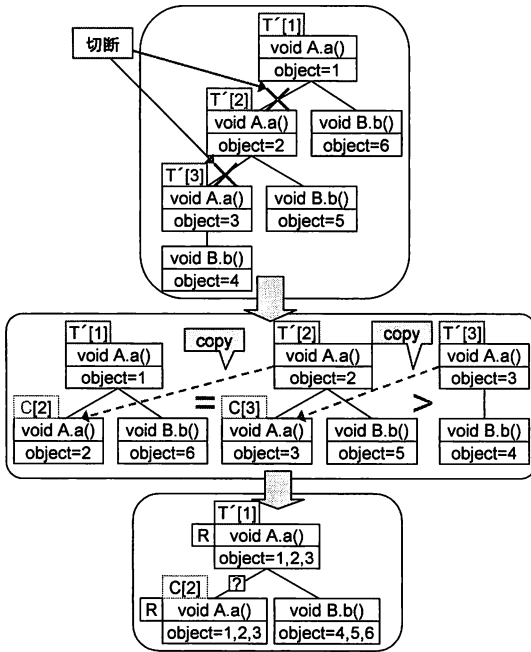 T´[1]
切断
void A.a()
object=1
T´[2]
void A.a()
object=2
void B.b()
object=6
T´[3]
void A.a()
object=3
void B.b()
object=5
void B.b()
object=4
T´[1]
void A.a()
object=1
copy
T´[2]
void A.a()
object=2
copy
T´[3]
void A.a()
object=3
C[2]
void A.a()
object=2
void B.b()
object=6
=
C[3]
void A.a()
object=3
void B.b()
object=5
>
void B.b()
object=4
T´[1]
R void A.a()
object=1,2,3
?
C[2]
R void A.a()
object=1,2,3
void B.b()
object=4,5,6